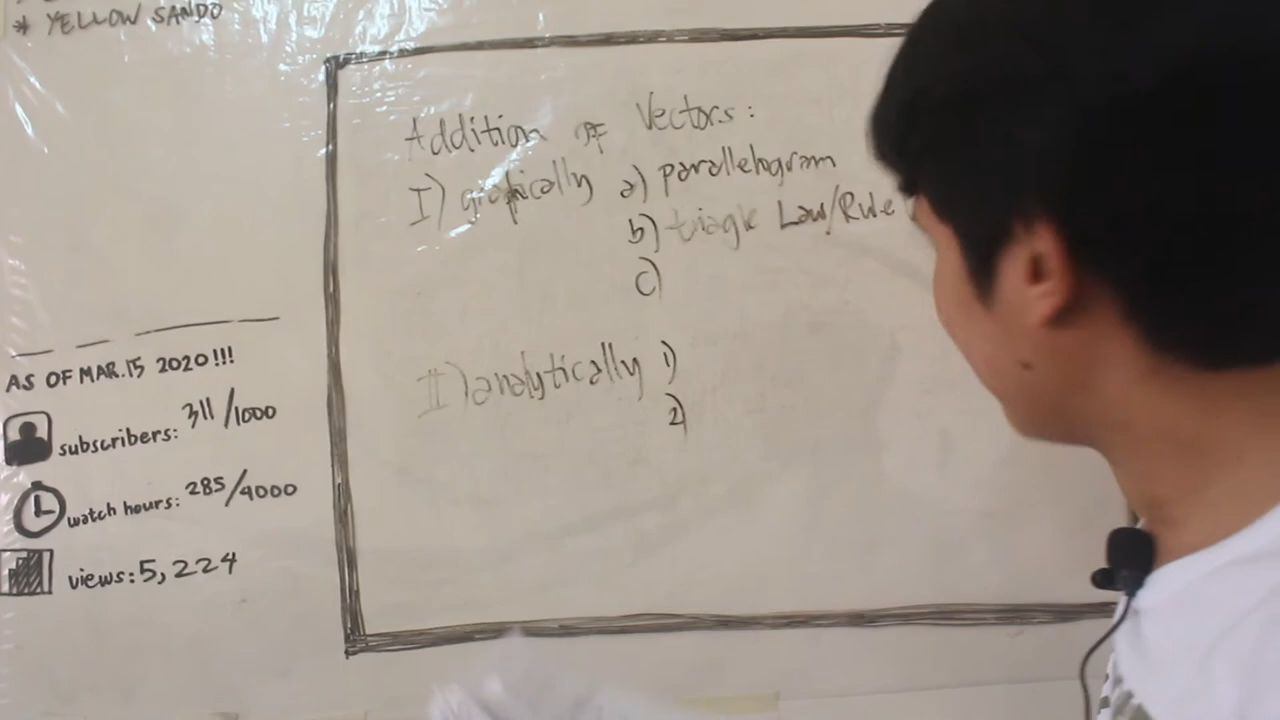 * YELLOW SANDO
Addition of Vectors:
I) graphically a) parallelogram
b) triagle Law/Rule
c)
II) analytically 1)
2)
AS OF MAR.15 2020!!!
subscribers: 311/1000
watch hours: 285/4000
views: 5,224